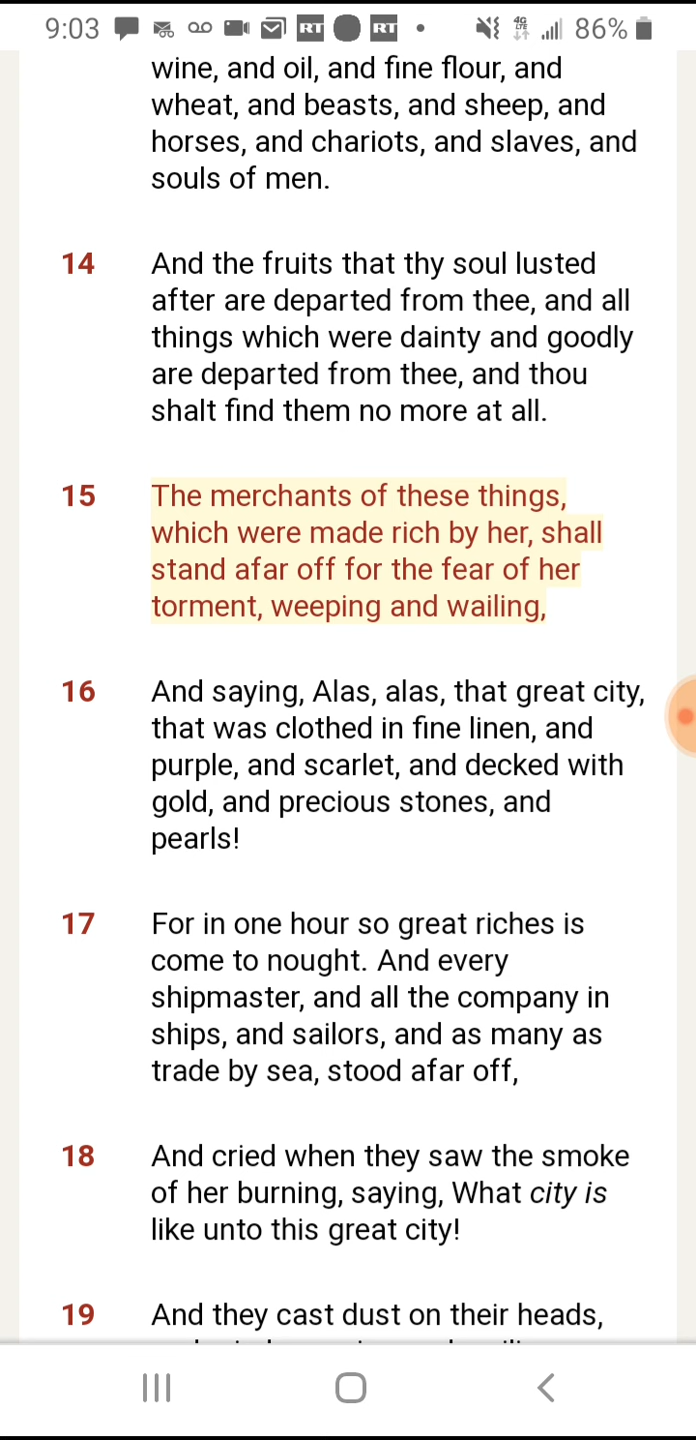 9:03 RT RT 4G LTE 86%
wine, and oil, and fine flour, and
wheat, and beasts, and sheep, and
horses, and chariots, and slaves, and
souls of men.
14 And the fruits that thy soul lusted
after are departed from thee, and all
things which were dainty and goodly
are departed from thee, and thou
shalt find them no more at all.
15 The merchants of these things,
which were made rich by her, shall
stand afar off for the fear of her
torment, weeping and wailing,
16 And saying, Alas, alas, that great city,
that was clothed in fine linen, and
purple, and scarlet, and decked with
gold, and precious stones, and
pearls!
17 For in one hour so great riches is
come to nought. And every
shipmaster, and all the company in
ships, and sailors, and as many as
trade by sea, stood afar off,
18 And cried when they saw the smoke
of her burning, saying, What city is
like unto this great city!
19 And they cast dust on their heads,